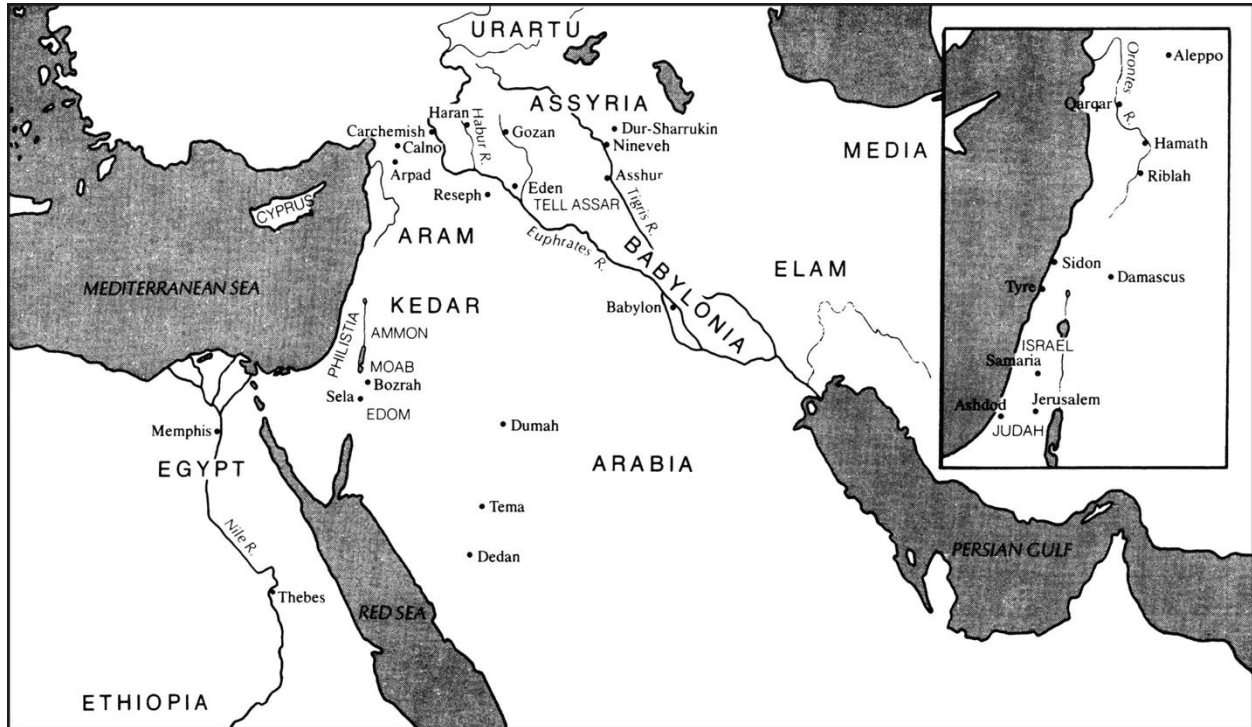 URARTU
ASSYRIA
Haran
Habur R.
Carchemish
Gozan
Dur-Sharrukin
Calno
Nineveh
MEDIA
Arpad
Asshur
Reseph
Eden
TELL ASSAR
Tigris R.
CYPRUS
ARAM
Euphrates R.
BABYLONIA
ELAM
MEDITERRANEAN SEA
KEDAR
Babylon
PHILISTIA
AMMON
MOAB
Bozrah
Sela
EDOM
Memphis
Dumah
EGYPT
ARABIA
Tema
Nile R.
Dedan
PERSIAN GULF
Thebes
RED SEA
ETHIOPIA
Orontes R.
Aleppo
Qarqar
Hamath
Riblah
Sidon
Damascus
Tyre
ISRAEL
Samaria
Ashdod
Jerusalem
JUDAH